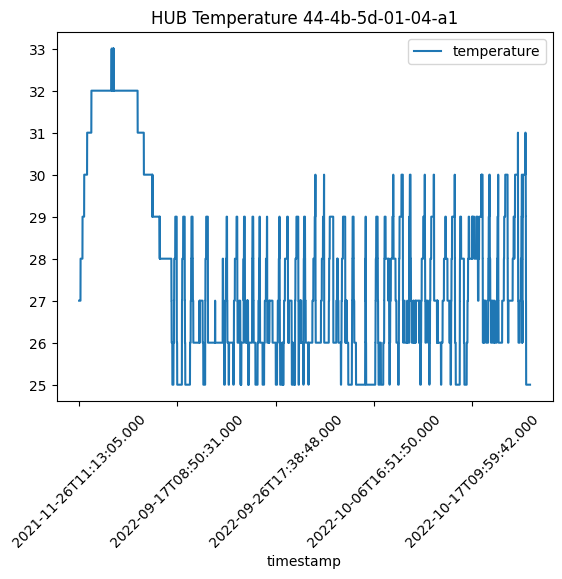 HUB Temperature 44-4b-5d-01-04-a1
temperature
33
32
31
30
29
28
27
26
25
2021-11-26T11:13:05.000
2022-09-17T08:50:31.000
2022-09-26T17:38:48.000
2022-10-06T16:51:50.000
2022-10-17T09:59:42.000
timestamp